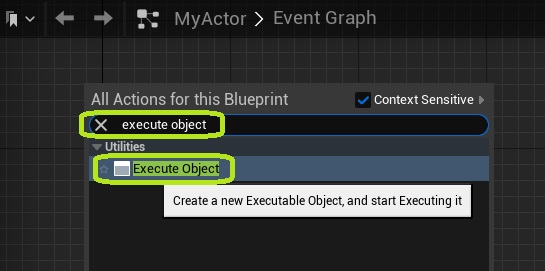 MyActor > Event Graph
All Actions for this Blueprint Context Sensitive
execute object
Utilities
Execute Object
Create a new Executable Object, and start Executing it